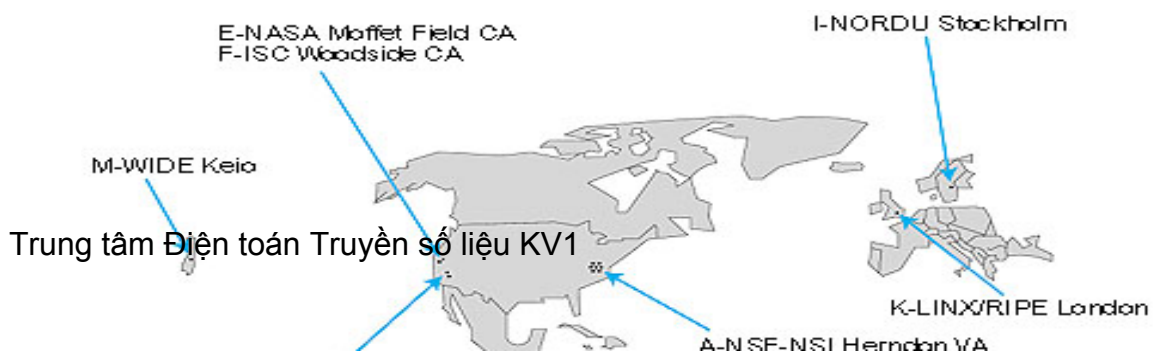 E-NASA Moffet Field CA
F-ISC Woodside CA
I-NORDU Stockholm
M-WIDE Keio
Trung tâm Điện toán Truyền số liệu KV1
K-LINX/RIPE London
A-NSF-NSI Herndon VA